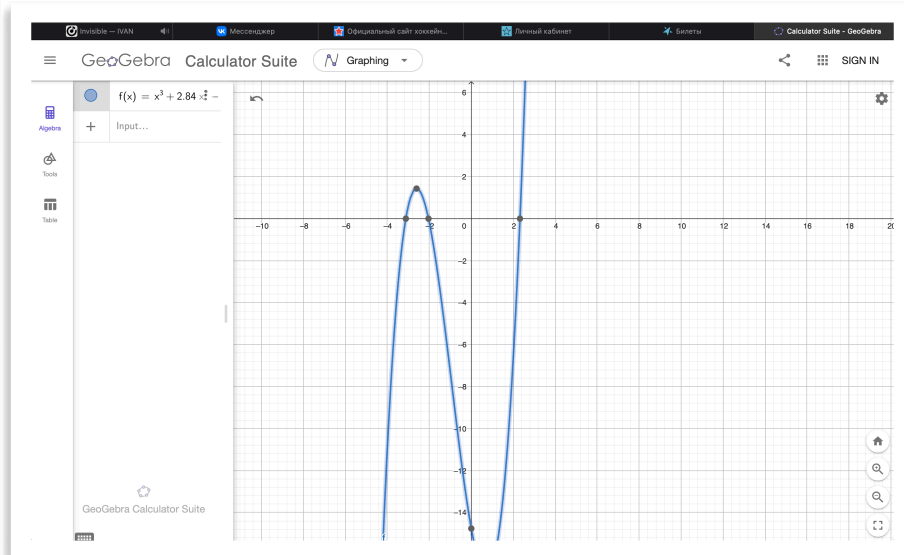 Invisible — IVAN
Мессенджер
Официальный сайт хоккейн...
Личный кабинет
Билеты
Calculator Suite - GeoGebra
GeoGebra Calculator Suite
Graphing
SIGN IN
f(x) = x³ + 2.84 x² −
Input...
Algebra
Tools
Table
GeoGebra Calculator Suite
6
4
2
−10 −8 −6 −4 −2 0 2 4 6 8 10 12 14 16 18 20
−2
−4
−6
−8
−10
−12
−14